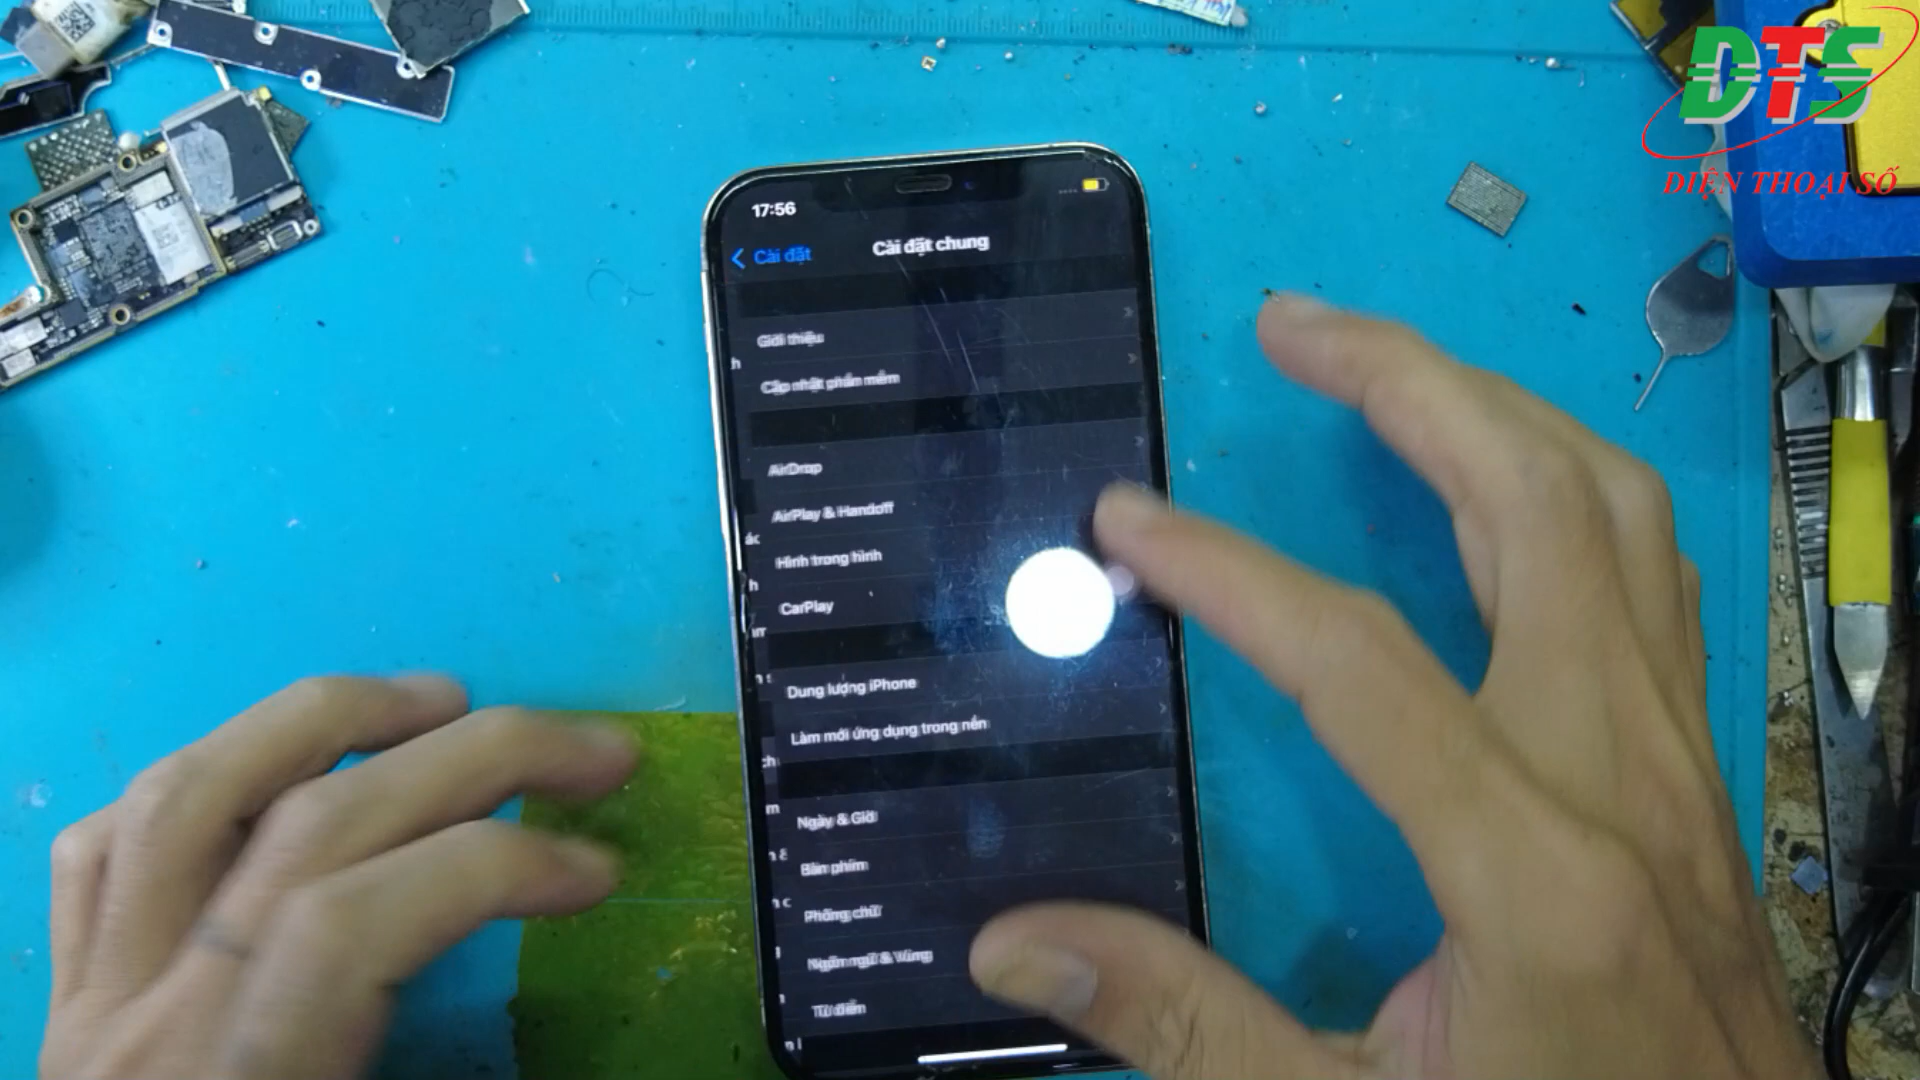 DTS
ĐIỆN THOẠI SỐ
17:56
Cài đặt
Cài đặt chung
Giới thiệu
Cập nhật phần mềm
AirDrop
AirPlay & Handoff
Hình trong hình
CarPlay
Dung lượng iPhone
Làm mới ứng dụng trong nền
Ngày & Giờ
Bàn phím
Phông chữ
Ngôn ngữ & Vùng
Từ điển